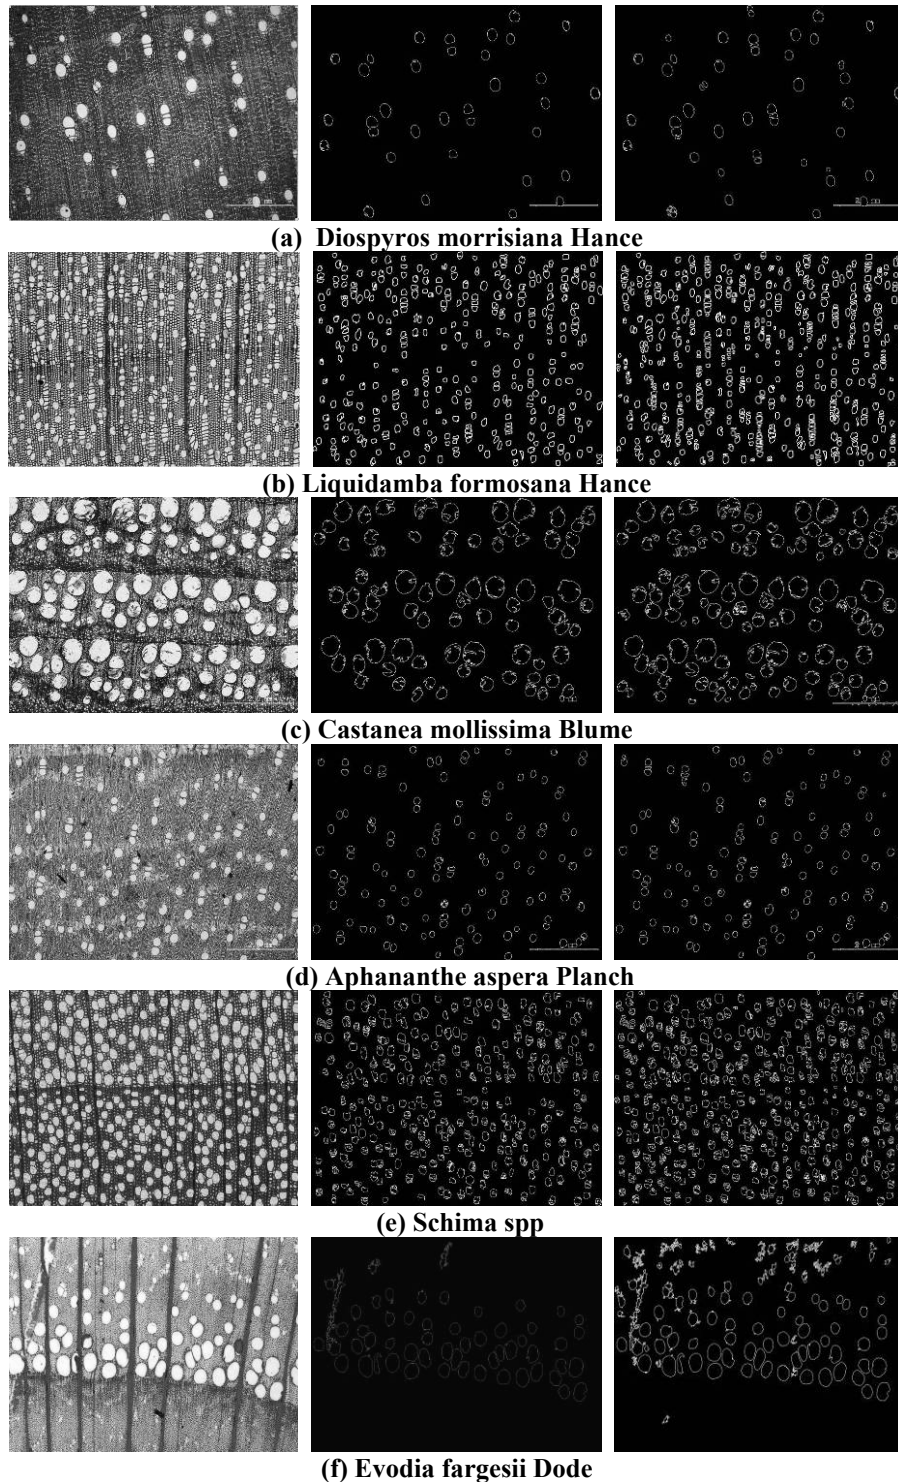 (a) Diospyros morrisiana Hance
(b) Liquidamba formosana Hance
(c) Castanea mollissima Blume
(d) Aphananthe aspera Planch
(e) Schima spp
(f) Evodia fargesii Dode